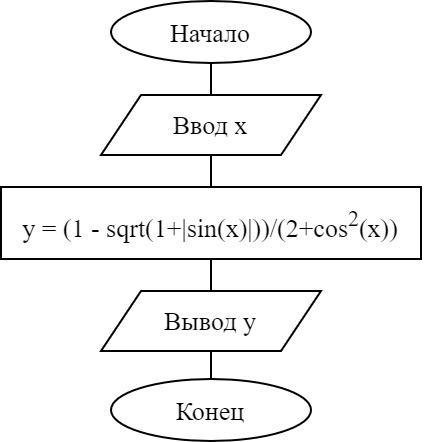 Начало
Ввод x
y = (1 - sqrt(1+|sin(x)|))/(2+cos²(x))
Вывод y
Конец